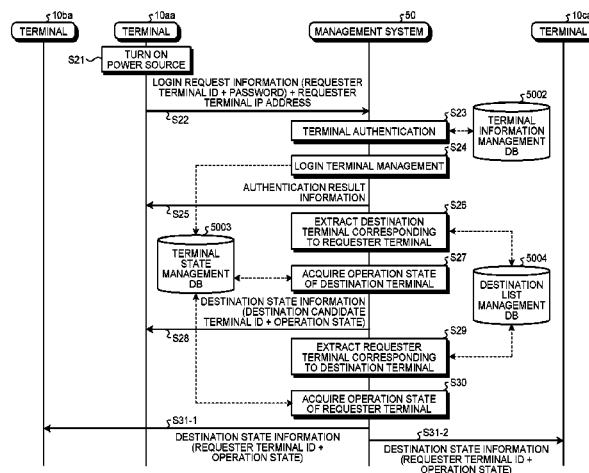 10ba
10aa
50
10ca
TERMINAL
TERMINAL
MANAGEMENT SYSTEM
TERMINAL
S21
TURN ON
POWER SOURCE
LOGIN REQUEST INFORMATION (REQUESTER
TERMINAL ID + PASSWORD) + REQUESTER
TERMINAL IP ADDRESS
S22
S23
TERMINAL AUTHENTICATION
5002
TERMINAL
INFORMATION
MANAGEMENT
DB
S24
LOGIN TERMINAL MANAGEMENT
AUTHENTICATION RESULT
INFORMATION
S25
S26
EXTRACT DESTINATION
TERMINAL CORRESPONDING
TO REQUESTER TERMINAL
5003
TERMINAL
STATE
MANAGEMENT
DB
S27
ACQUIRE OPERATION STATE
OF DESTINATION TERMINAL
5004
DESTINATION
LIST
MANAGEMENT
DB
DESTINATION STATE INFORMATION
(DESTINATION CANDIDATE
TERMINAL ID + OPERATION STATE)
S28
S29
EXTRACT REQUESTER
TERMINAL CORRESPONDING
TO DESTINATION TERMINAL
S30
ACQUIRE OPERATION STATE
OF REQUESTER TERMINAL
S31-1
DESTINATION STATE INFORMATION
(REQUESTER TERMINAL ID +
OPERATION STATE)
S31-2
DESTINATION STATE INFORMATION
(REQUESTER TERMINAL ID +
OPERATION STATE)